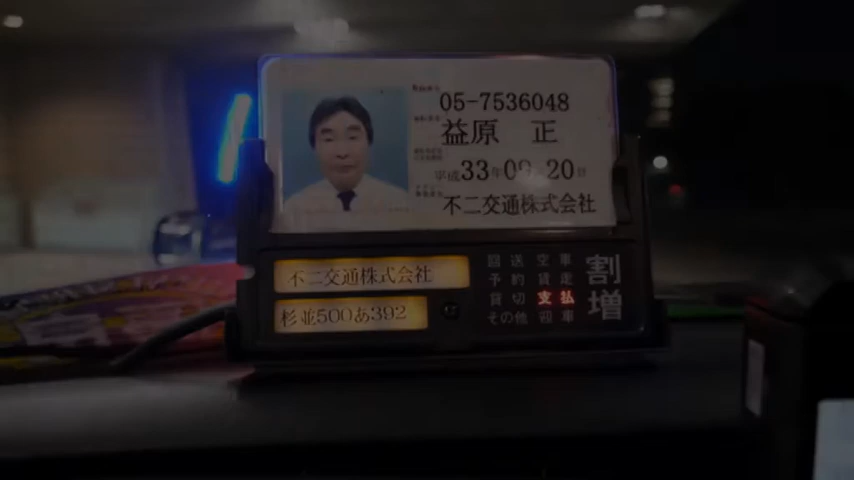 05-7536048
益原 正
平成33年09月20日
不二交通株式会社
不二交通株式会社
杉並500あ392
回送 空車
予約 賃走
貸切 支払
その他 迎車
割増